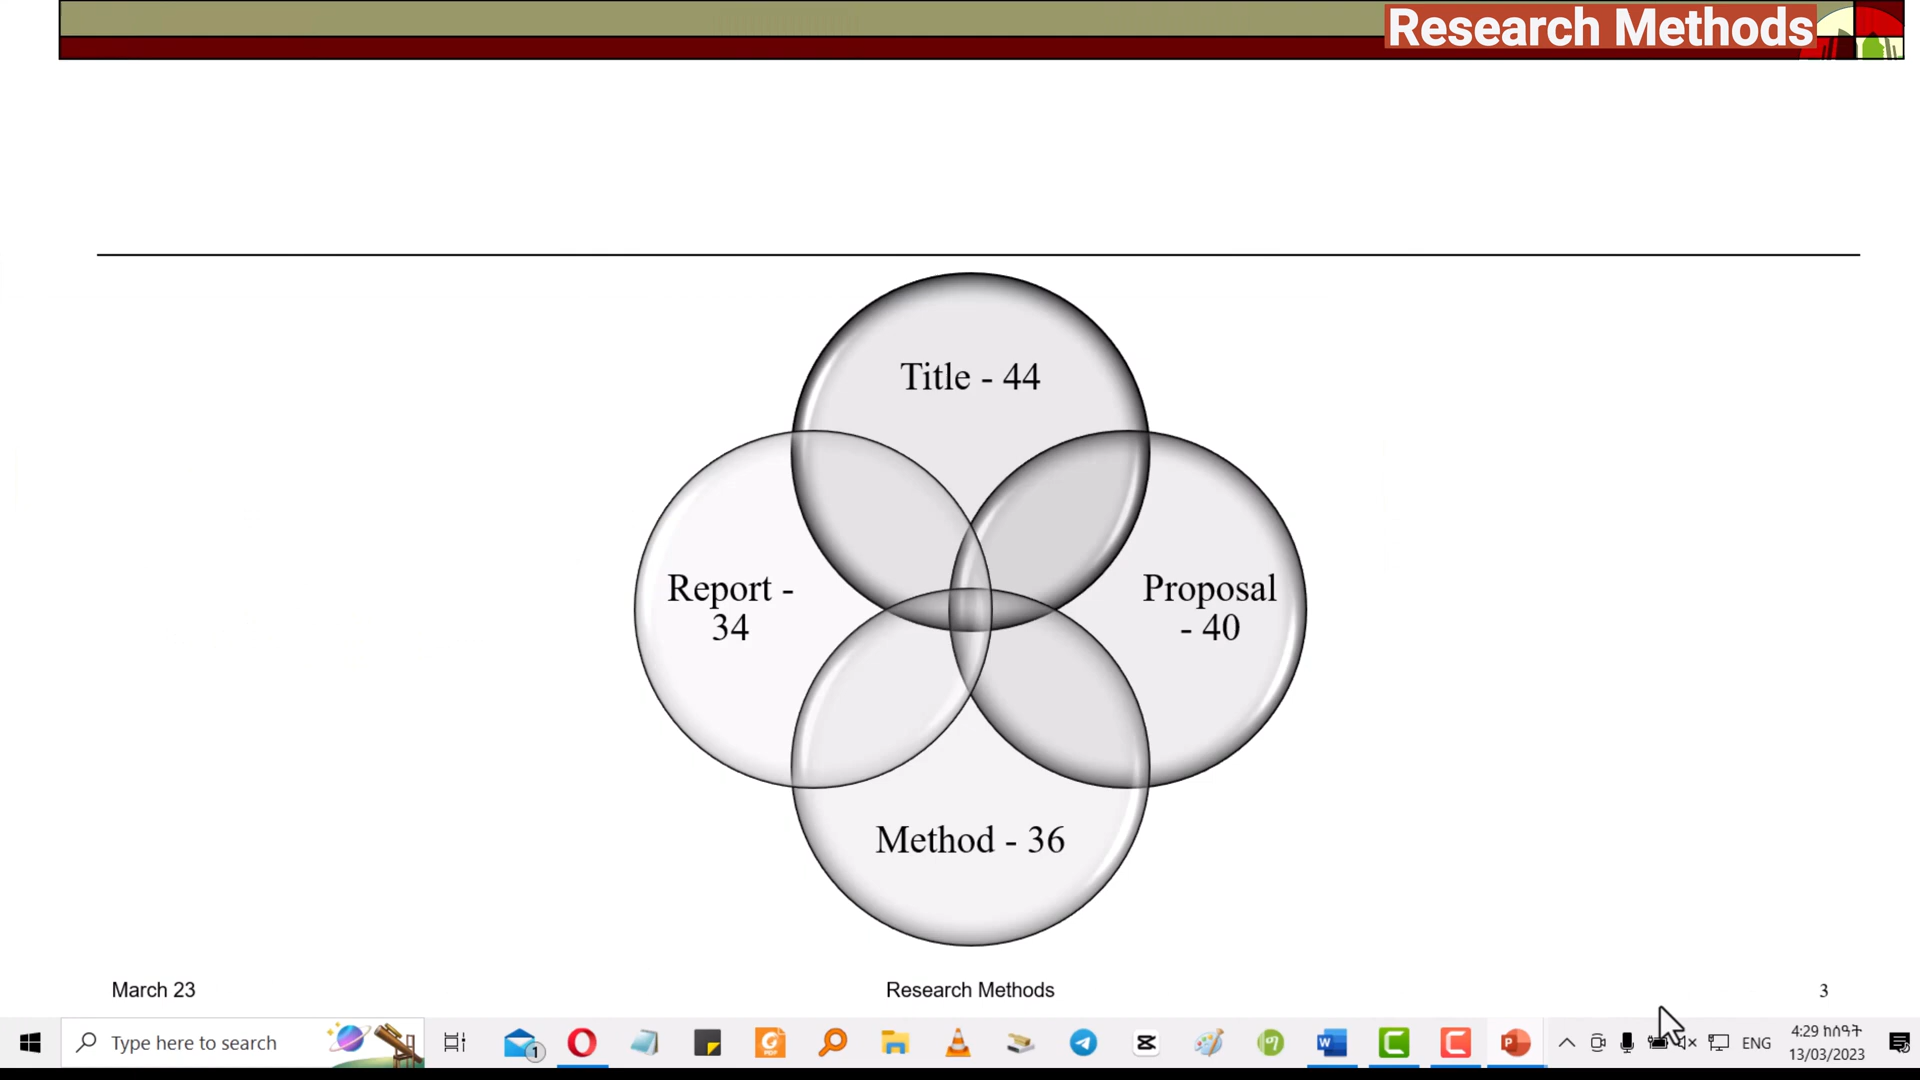 Research Methods
Title - 44
Report -
34
Proposal
- 40
Method - 36
March 23
Research Methods
3
Type here to search
1
ENG
4:29 ከሰዓት
13/03/2023